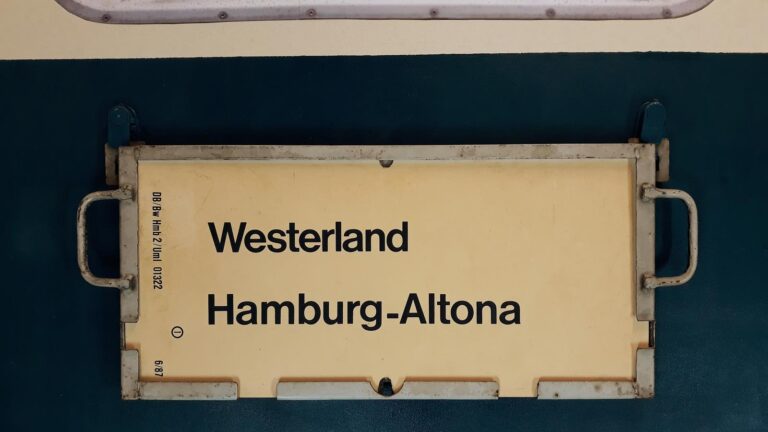 Westerland
Hamburg-Altona
DB/Bw Hmb 2/Uml 01322
6/87